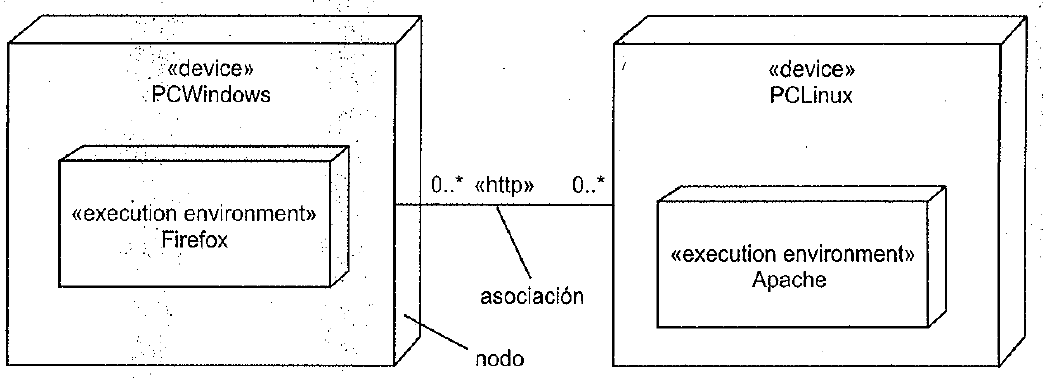 «device»
PCWindows
«execution environment»
Firefox
0..* «http» 0..*
asociación
nodo
«device»
PCLinux
«execution environment»
Apache